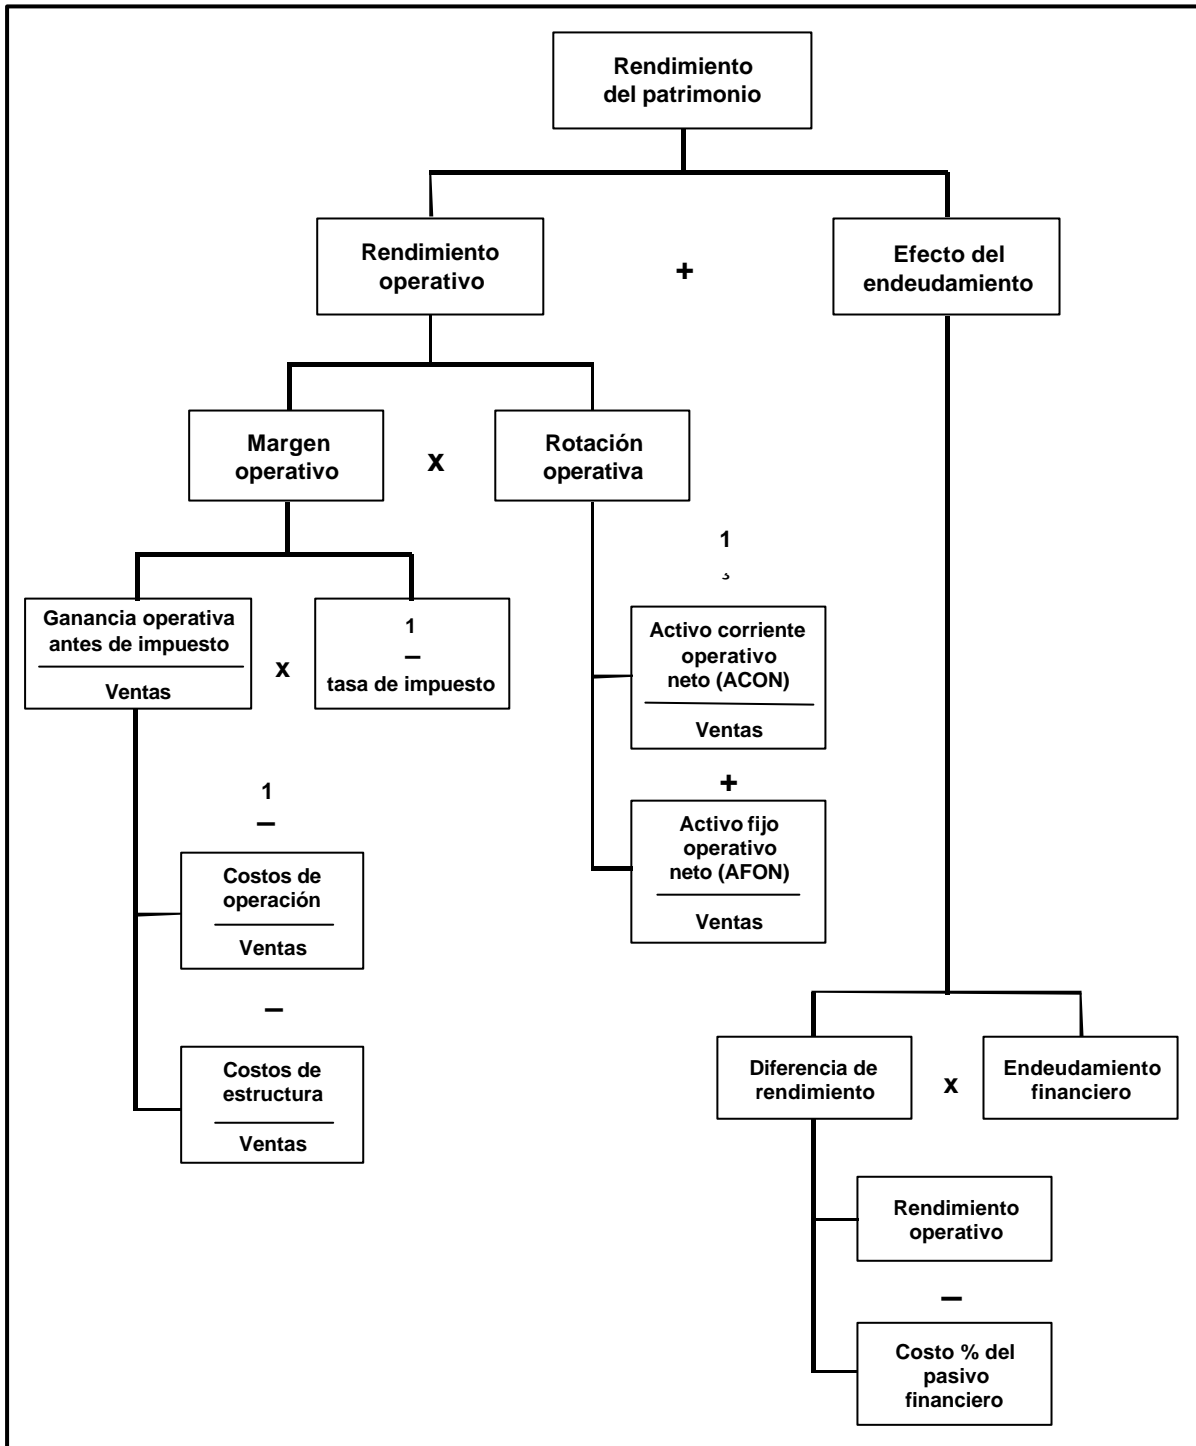 Rendimiento
del patrimonio
Rendimiento
operativo
+
Efecto del
endeudamiento
Margen
operativo
x
Rotación
operativa
Ganancia operativa
antes de impuesto
Ventas
x
1
–
tasa de impuesto
1
Activo corriente
operativo
neto (ACON)
Ventas
+
Activo fijo
operativo
neto (AFON)
Ventas
1
–
Costos de
operación
Ventas
–
Costos de
estructura
Ventas
Diferencia de
rendimiento
x
Endeudamiento
financiero
Rendimiento
operativo
–
Costo % del
pasivo
financiero